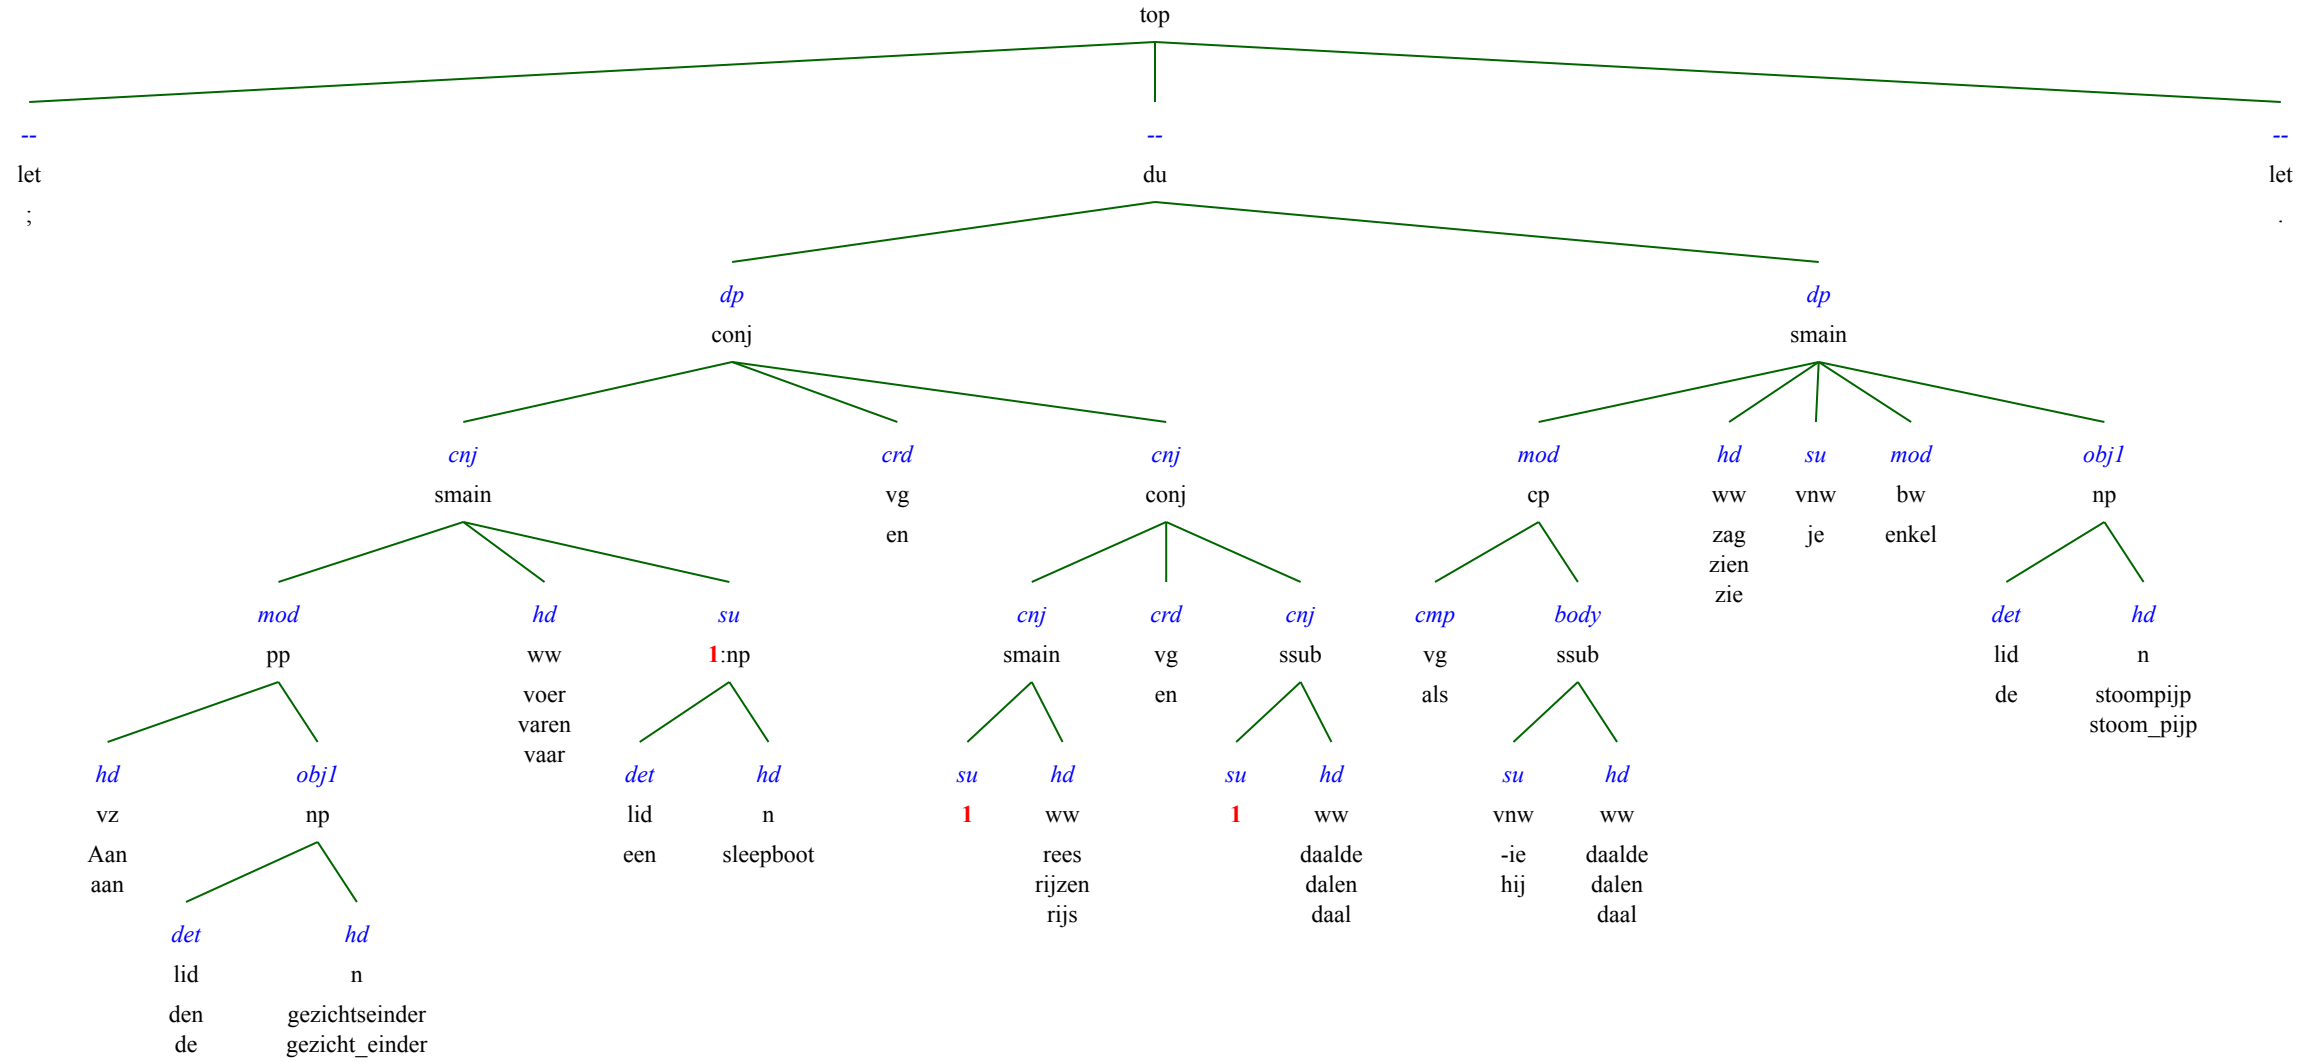 top
-- -- --
let du let
; .
dp dp
conj smain
cnj crd cnj mod hd su mod obj1
smain vg conj cp ww vnw bw np
en zag je enkel
zien
zie
mod hd su cnj crd cnj cmp body det hd
pp ww 1:np smain vg ssub vg ssub lid n
voer en als de stoompijp
varen stoom_pijp
vaar
hd obj1 det hd su hd su hd su hd
vz np lid n 1 ww 1 ww vnw ww
Aan een sleepboot rees daalde -ie daalde
aan rijzen dalen hij dalen
rijs daal daal
det hd
lid n
den gezichtseinder
de gezicht_einder